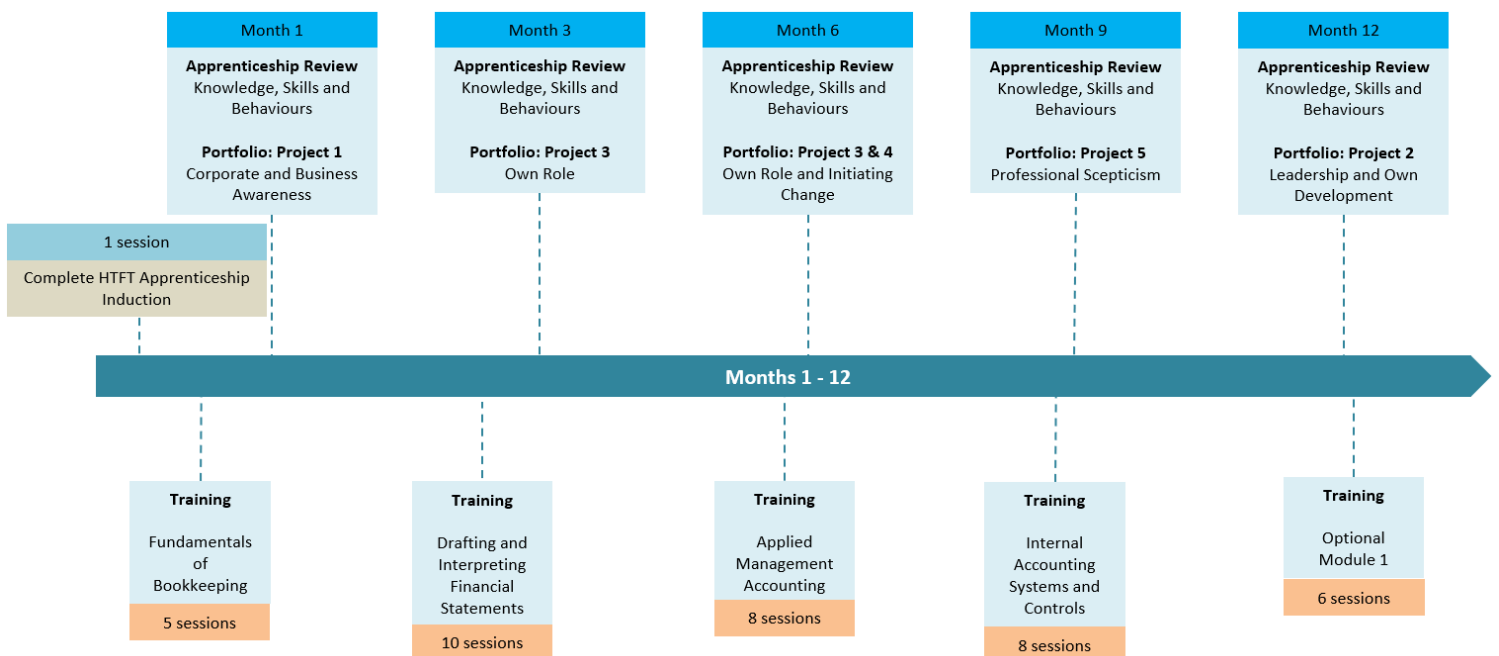 Month 1
Apprenticeship Review
Knowledge, Skills and
Behaviours
Portfolio: Project 1
Corporate and Business
Awareness
Month 3
Apprenticeship Review
Knowledge, Skills and
Behaviours
Portfolio: Project 3
Own Role
Month 6
Apprenticeship Review
Knowledge, Skills and
Behaviours
Portfolio: Project 3 & 4
Own Role and Initiating
Change
Month 9
Apprenticeship Review
Knowledge, Skills and
Behaviours
Portfolio: Project 5
Professional Scepticism
Month 12
Apprenticeship Review
Knowledge, Skills and
Behaviours
Portfolio: Project 2
Leadership and Own
Development
1 session
Complete HTFT Apprenticeship
Induction
Months 1 - 12
Training
Fundamentals
of
Bookkeeping
5 sessions
Training
Drafting and
Interpreting
Financial
Statements
10 sessions
Training
Applied
Management
Accounting
8 sessions
Training
Internal
Accounting
Systems and
Controls
8 sessions
Training
Optional
Module 1
6 sessions